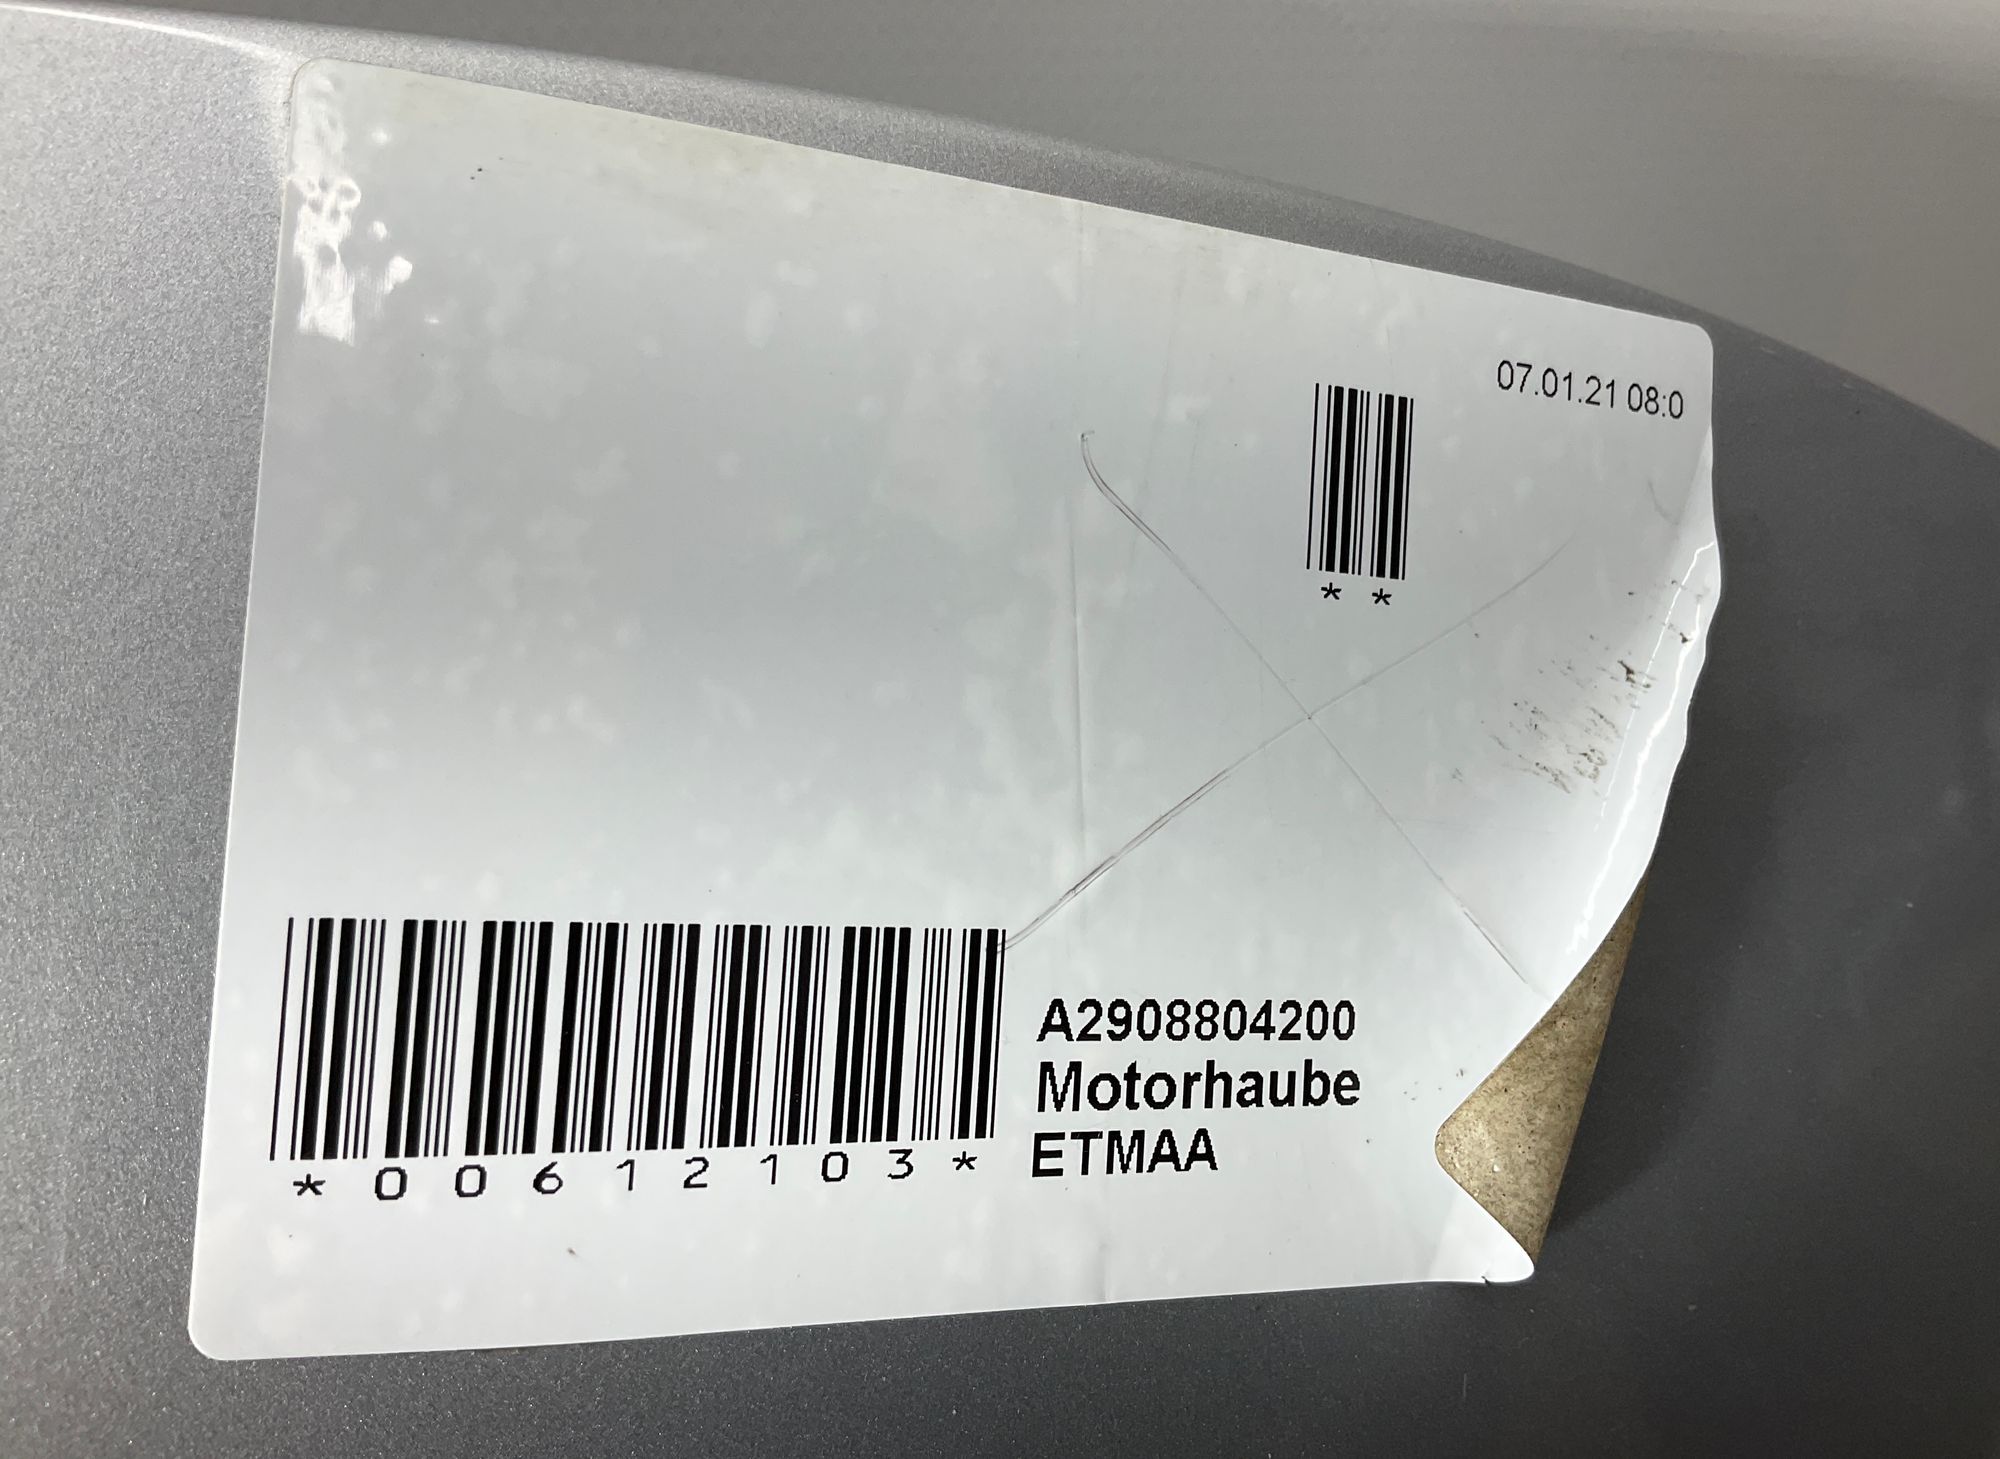 07.01.21 08:0
* *
A2908804200
Motorhaube
ETMAA
*00612103*